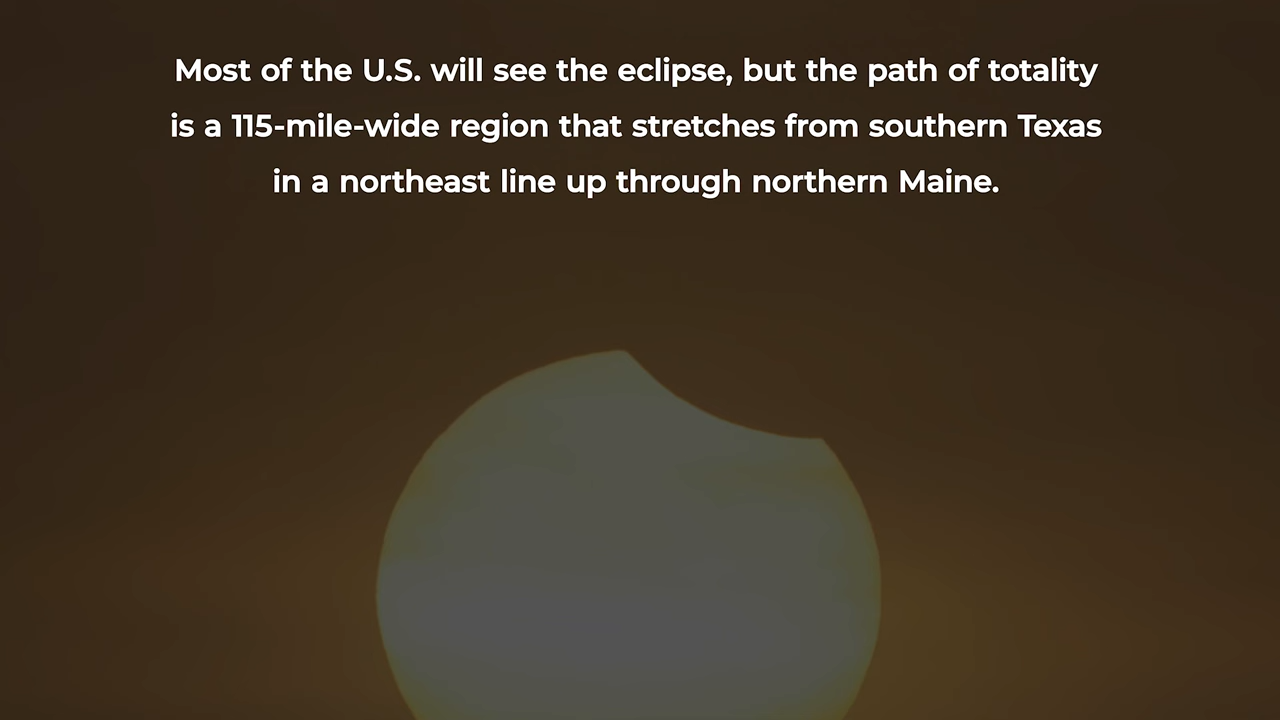 Most of the U.S. will see the eclipse, but the path of totality
is a 115-mile-wide region that stretches from southern Texas
in a northeast line up through northern Maine.